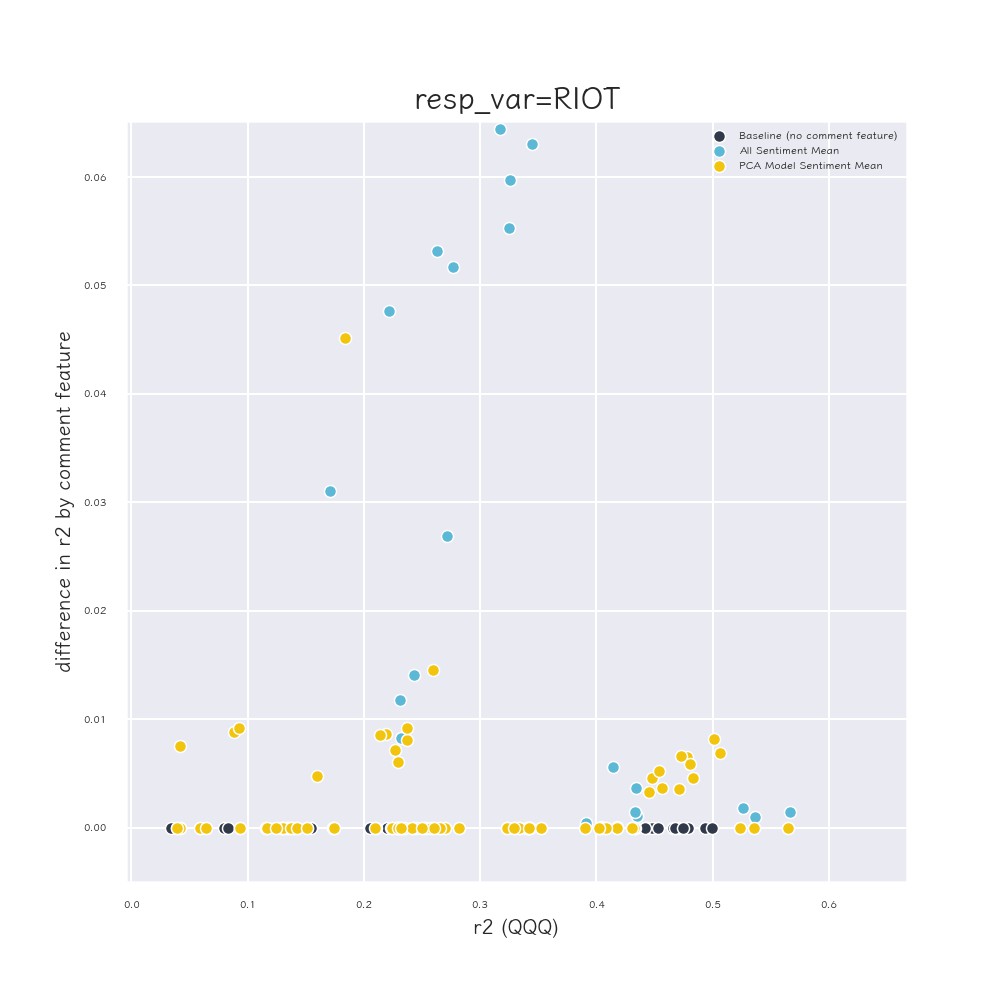 resp_var=RIOT
Baseline (no comment feature)
All Sentiment Mean
PCA Model Sentiment Mean
difference in r2 by comment feature
0.06
0.05
0.04
0.03
0.02
0.01
0.00
0.0 0.1 0.2 0.3 0.4 0.5 0.6
r2 (QQQ)